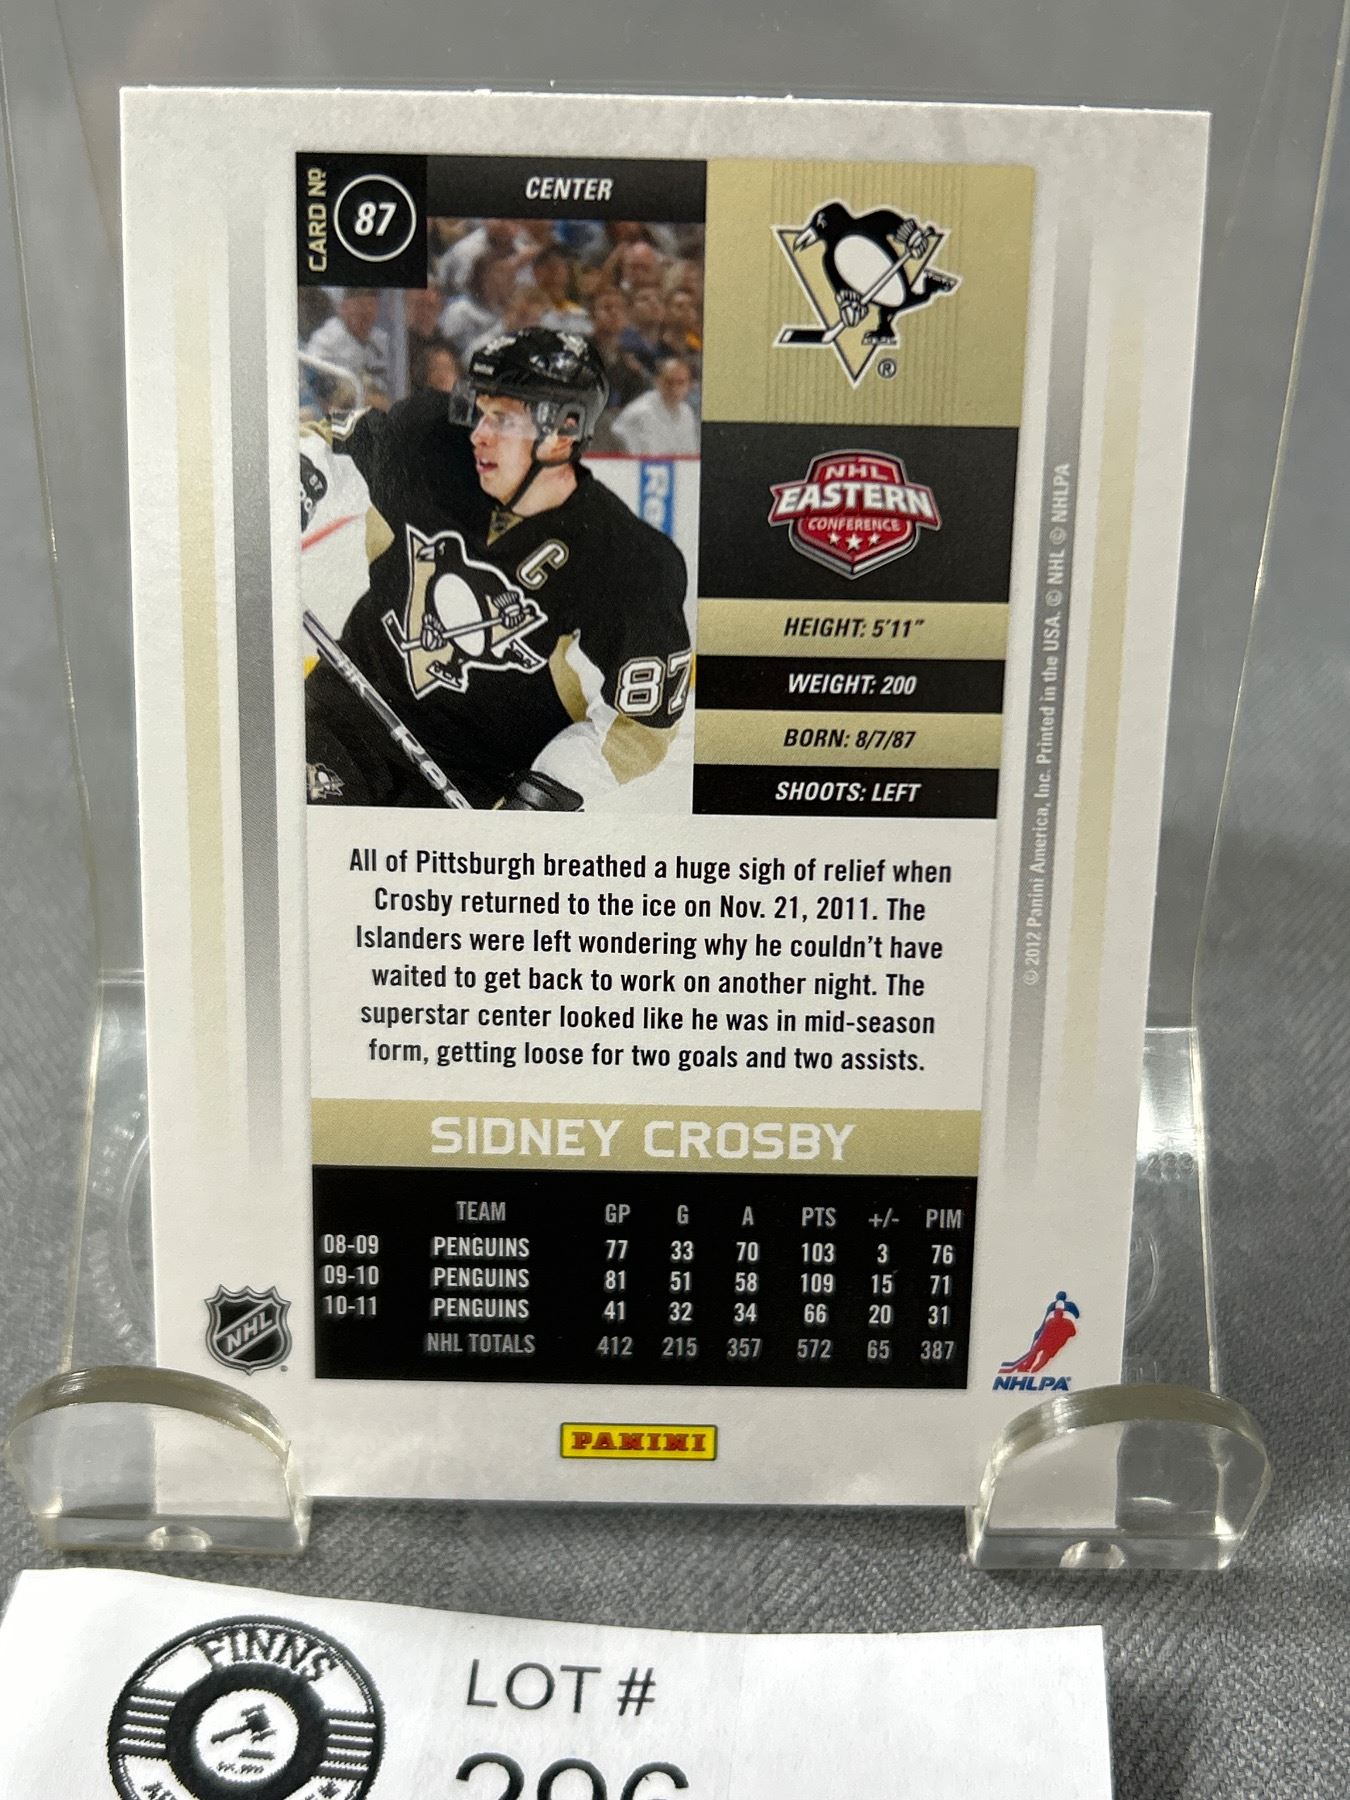 CARD Nº
87
CENTER
®
NHL
EASTERN
CONFERENCE
C
87
HEIGHT: 5'11"
WEIGHT: 200
BORN: 8/7/87
SHOOTS: LEFT
© 2012 Panini America, Inc. Printed in the USA. © NHL © NHLPA
All of Pittsburgh breathed a huge sigh of relief when
Crosby returned to the ice on Nov. 21, 2011. The
Islanders were left wondering why he couldn't have
waited to get back to work on another night. The
superstar center looked like he was in mid-season
form, getting loose for two goals and two assists.
SIDNEY CROSBY
TEAM GP G A PTS +/- PIM
08-09 PENGUINS 77 33 70 103 3 76
09-10 PENGUINS 81 51 58 109 15 71
10-11 PENGUINS 41 32 34 66 20 31
NHL TOTALS 412 215 357 572 65 387
NHL
NHLPA
PANINI
FINNS
LOT #
296